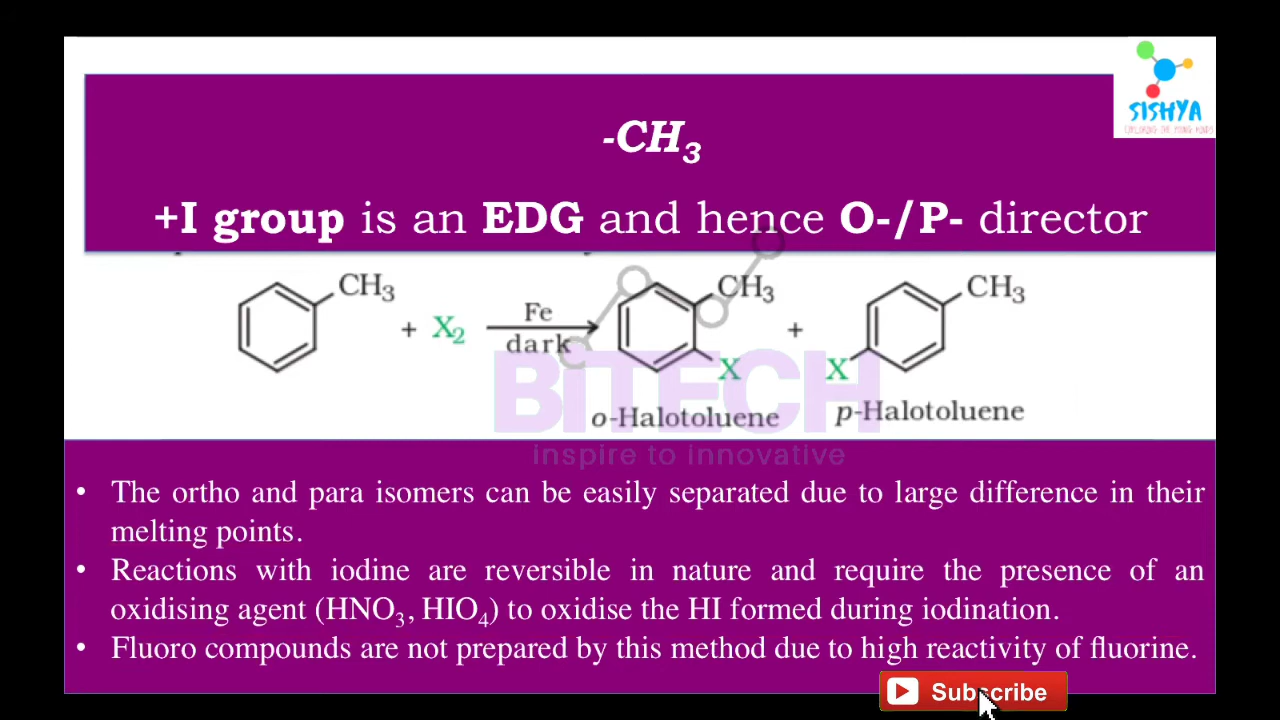 SISHYA
EXPLORING THE YOUNG MINDS
-CH₃
+I group is an EDG and hence O-/P- director
CH₃ + X₂ Fe dark CH₃ X + CH₃ X
o-Halotoluene p-Halotoluene
BiTECH
inspire to innovative
• The ortho and para isomers can be easily separated due to large difference in their
melting points.
• Reactions with iodine are reversible in nature and require the presence of an
oxidising agent (HNO₃, HIO₄) to oxidise the HI formed during iodination.
• Fluoro compounds are not prepared by this method due to high reactivity of fluorine.
Subscribe